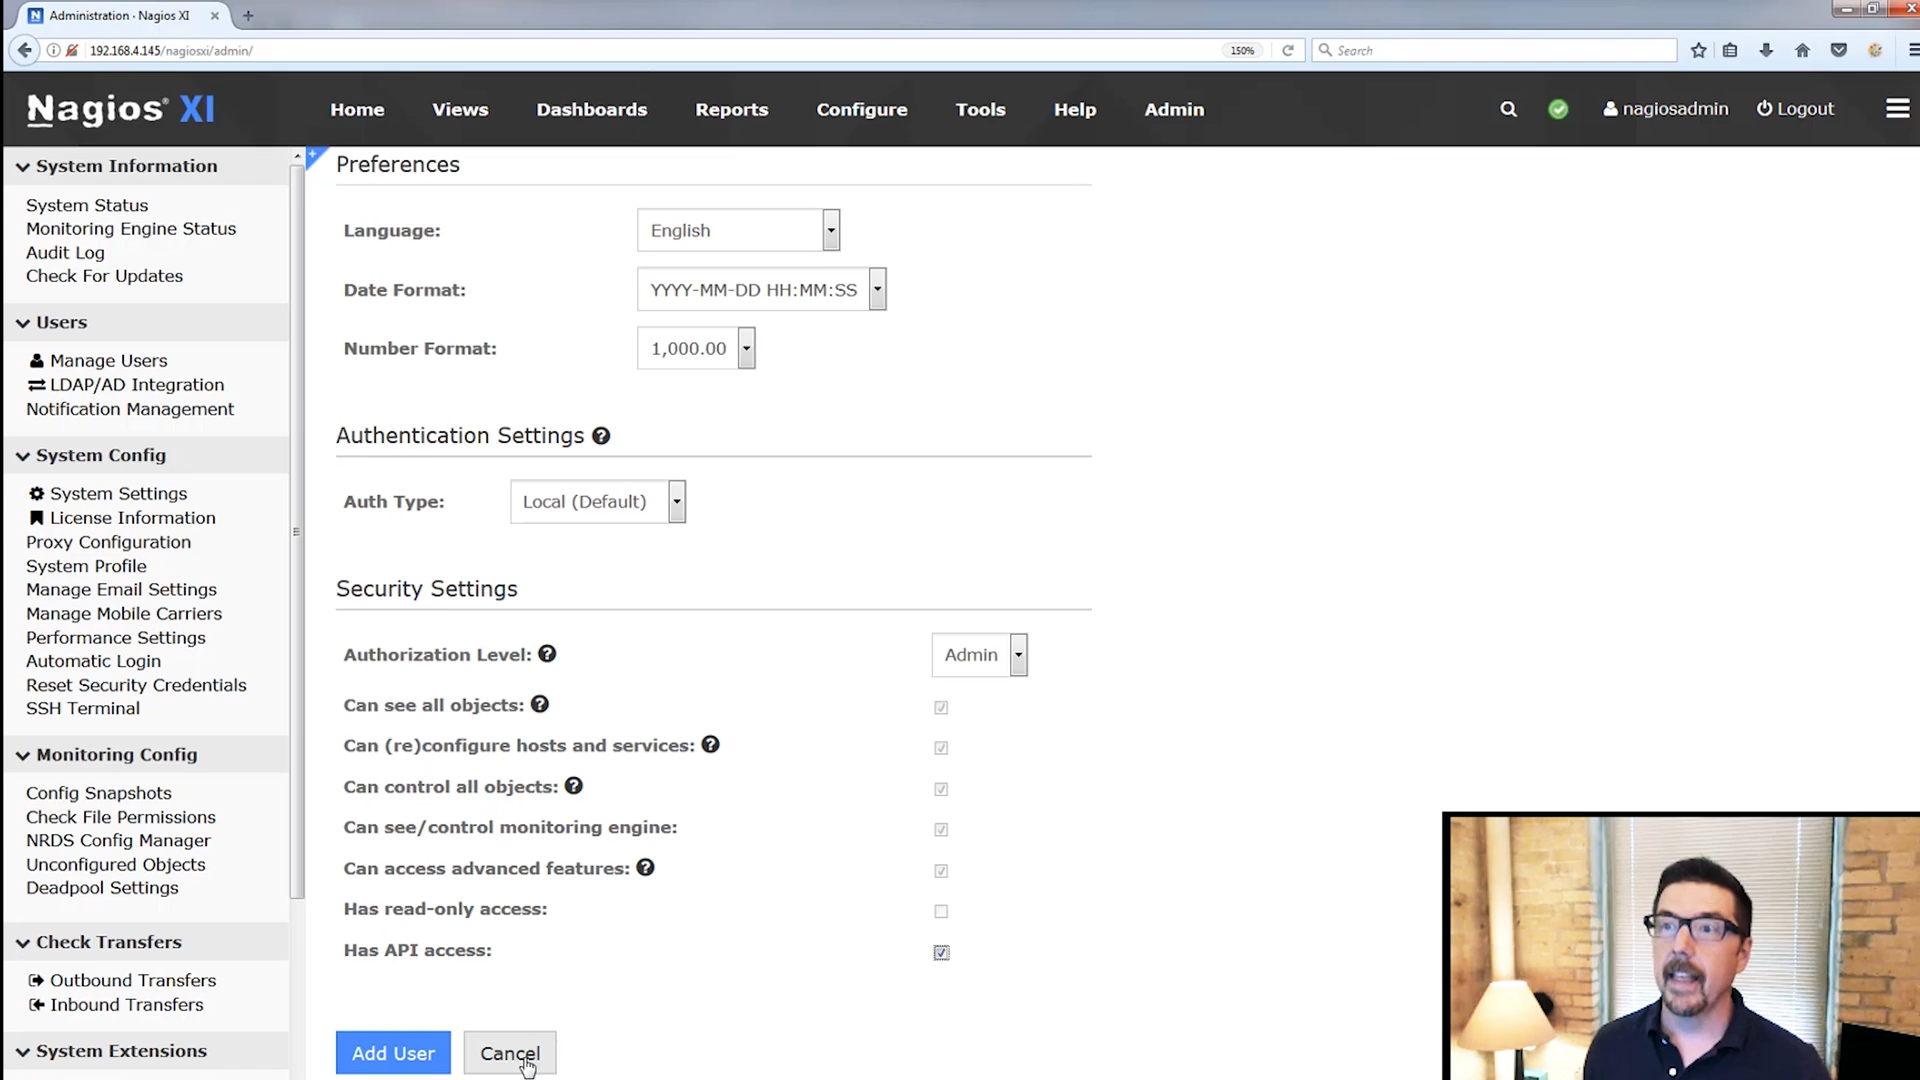 Administration · Nagios XI
192.168.4.145/nagiosxi/admin/
150%
Search
Nagios® XI
Home
Views
Dashboards
Reports
Configure
Tools
Help
Admin
nagiosadmin
Logout
System Information
System Status
Monitoring Engine Status
Audit Log
Check For Updates
Users
Manage Users
LDAP/AD Integration
Notification Management
System Config
System Settings
License Information
Proxy Configuration
System Profile
Manage Email Settings
Manage Mobile Carriers
Performance Settings
Automatic Login
Reset Security Credentials
SSH Terminal
Monitoring Config
Config Snapshots
Check File Permissions
NRDS Config Manager
Unconfigured Objects
Deadpool Settings
Check Transfers
Outbound Transfers
Inbound Transfers
System Extensions
Preferences
Language: English
Date Format: YYYY-MM-DD HH:MM:SS
Number Format: 1,000.00
Authentication Settings
Auth Type: Local (Default)
Security Settings
Authorization Level: Admin
Can see all objects:
Can (re)configure hosts and services:
Can control all objects:
Can see/control monitoring engine:
Can access advanced features:
Has read-only access:
Has API access:
Add User
Cancel